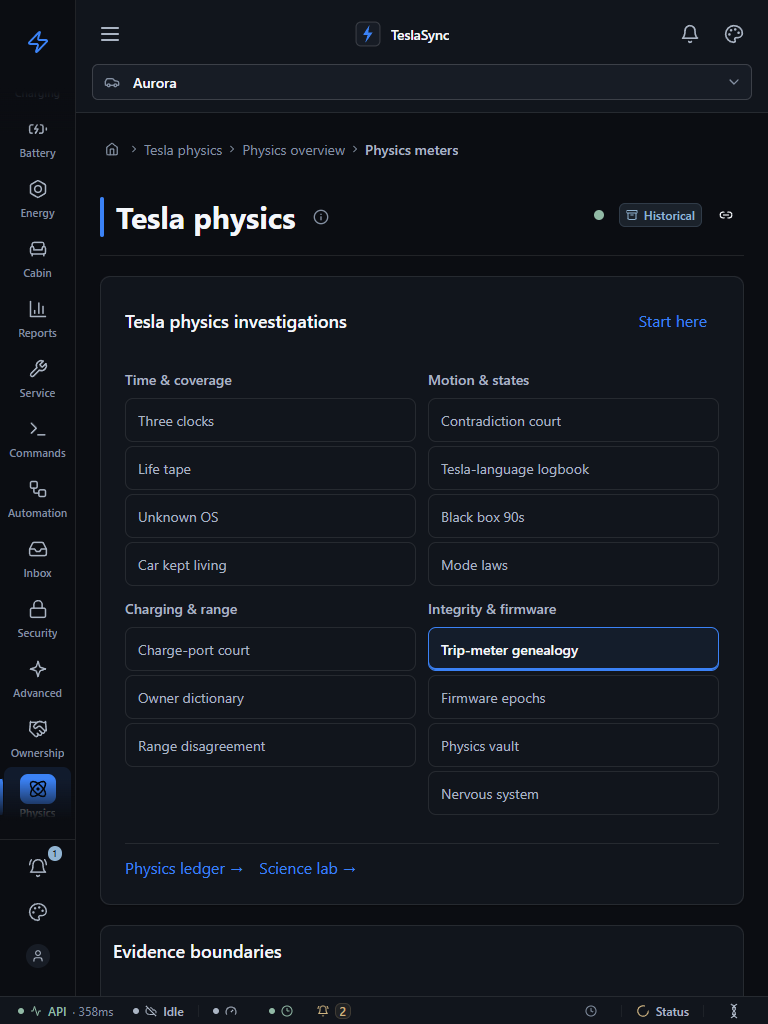 TeslaSync
Aurora
Charging
Battery
Energy
Cabin
Reports
Service
Commands
Automation
Inbox
Security
Advanced
Ownership
Physics
1
Tesla physics > Physics overview > Physics meters
Tesla physics
Historical
Tesla physics investigations
Start here
Time & coverage
Three clocks
Life tape
Unknown OS
Car kept living
Motion & states
Contradiction court
Tesla-language logbook
Black box 90s
Mode laws
Charging & range
Charge-port court
Owner dictionary
Range disagreement
Integrity & firmware
Trip-meter genealogy
Firmware epochs
Physics vault
Nervous system
Physics ledger →
Science lab →
Evidence boundaries
API · 358ms
Idle
2
Status